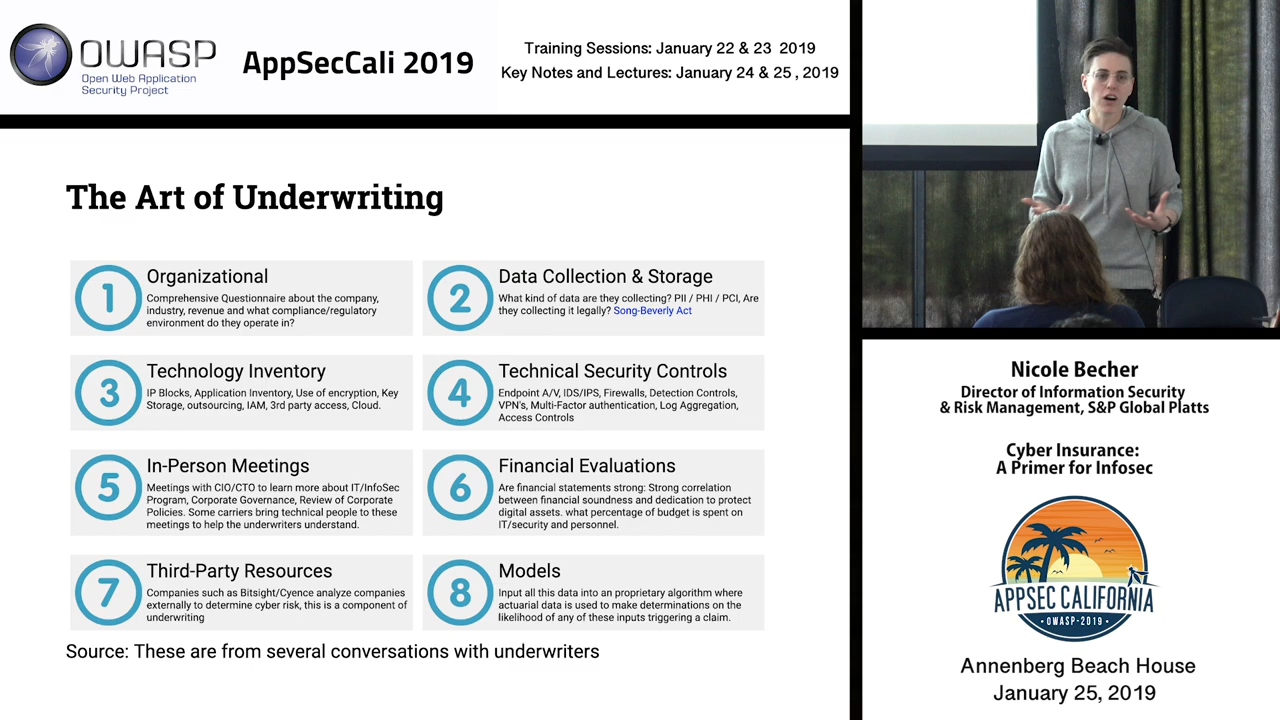 OWASP
Open Web Application
Security Project
AppSecCali 2019
Training Sessions: January 22 & 23 2019
Key Notes and Lectures: January 24 & 25, 2019
The Art of Underwriting
1
Organizational
Comprehensive Questionnaire about the company,
industry, revenue and what compliance/regulatory
environment do they operate in?
2
Data Collection & Storage
What kind of data are they collecting? PII / PHI / PCI, Are
they collecting it legally? Song-Beverly Act
3
Technology Inventory
IP Blocks, Application Inventory, Use of encryption, Key
Storage, outsourcing, IAM, 3rd party access, Cloud.
4
Technical Security Controls
Endpoint A/V, IDS/IPS, Firewalls, Detection Controls,
VPN's, Multi-Factor authentication, Log Aggregation,
Access Controls
5
In-Person Meetings
Meetings with CIO/CTO to learn more about IT/InfoSec
Program, Corporate Governance, Review of Corporate
Policies. Some carriers bring technical people to these
meetings to help the underwriters understand.
6
Financial Evaluations
Are financial statements strong: Strong correlation
between financial soundness and dedication to protect
digital assets. what percentage of budget is spent on
IT/security and personnel.
7
Third-Party Resources
Companies such as Bitsight/Cyence analyze companies
externally to determine cyber risk, this is a component of
underwriting
8
Models
Input all this data into an proprietary algorithm where
actuarial data is used to make determinations on the
likelihood of any of these inputs triggering a claim.
Source: These are from several conversations with underwriters
Nicole Becher
Director of Information Security
& Risk Management, S&P Global Platts
Cyber Insurance:
A Primer for Infosec
APPSEC CALIFORNIA
OWASP-2019
Annenberg Beach House
January 25, 2019